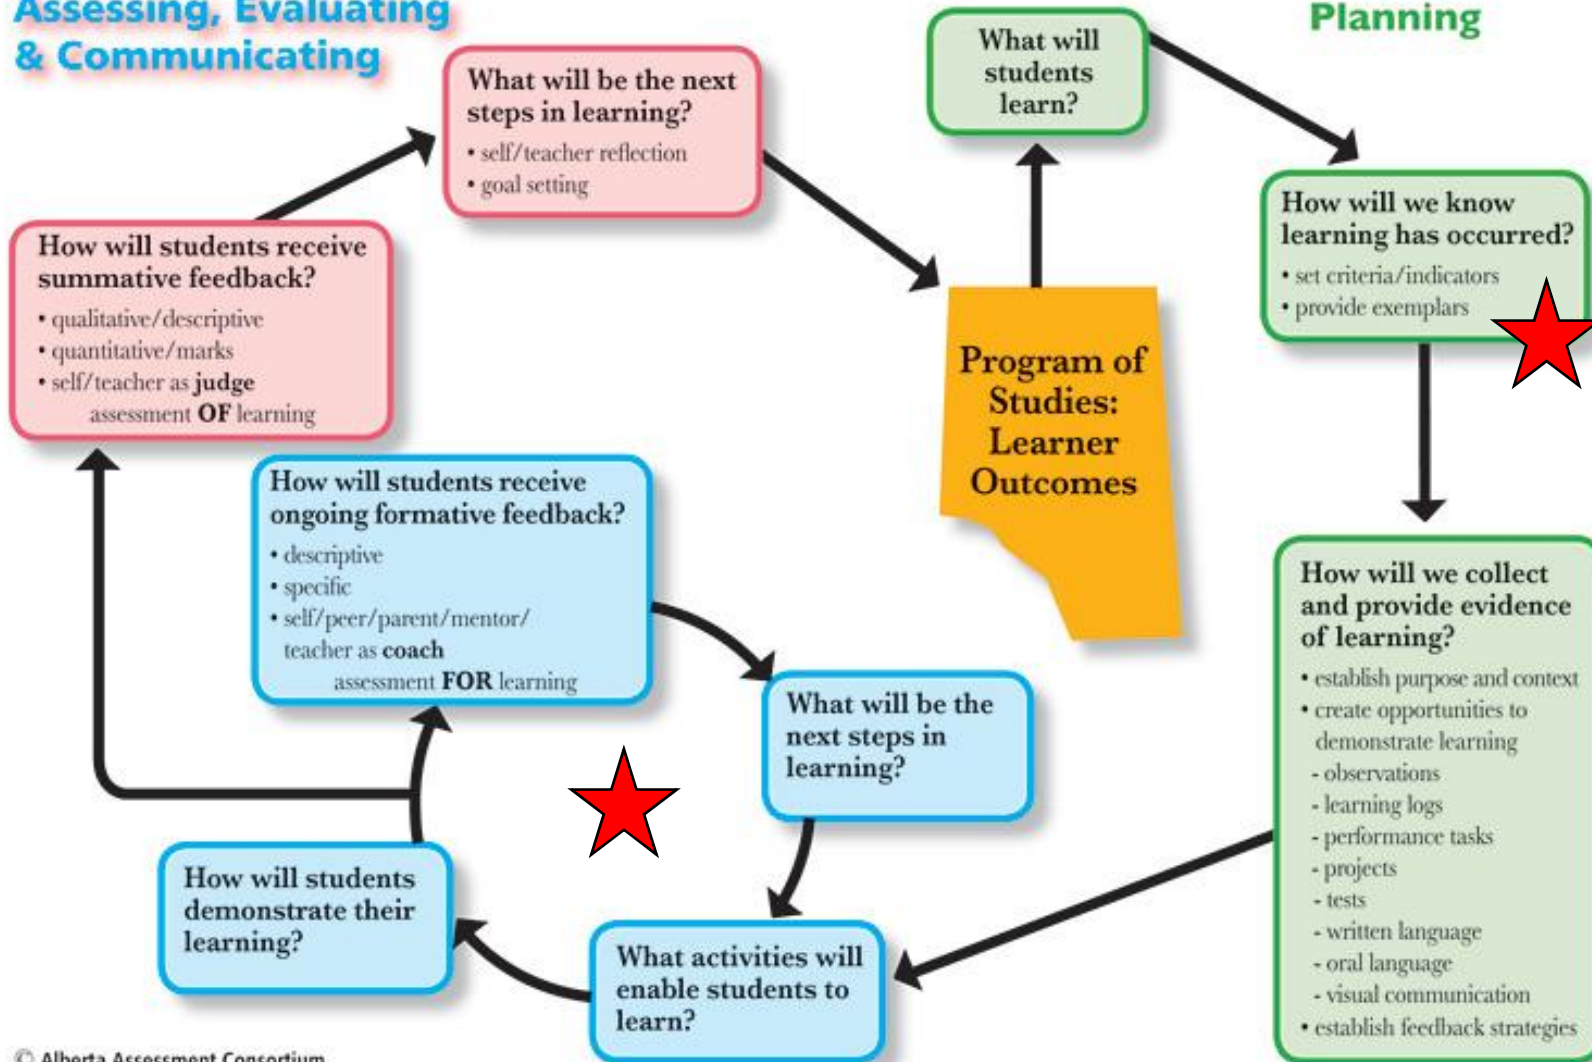 Assessing, Evaluating
& Communicating
Planning
What will be the next
steps in learning?
• self/teacher reflection
• goal setting
What will
students
learn?
How will we know
learning has occurred?
• set criteria/indicators
• provide exemplars
How will students receive
summative feedback?
• qualitative/descriptive
• quantitative/marks
• self/teacher as judge
assessment OF learning
Program of
Studies:
Learner
Outcomes
How will students receive
ongoing formative feedback?
• descriptive
• specific
• self/peer/parent/mentor/
teacher as coach
assessment FOR learning
How will we collect
and provide evidence
of learning?
• establish purpose and context
• create opportunities to
demonstrate learning
- observations
- learning logs
- performance tasks
- projects
- tests
- written language
- oral language
- visual communication
• establish feedback strategies
What will be the
next steps in
learning?
How will students
demonstrate their
learning?
What activities will
enable students to
learn?
© Alberta Assessment Consortium